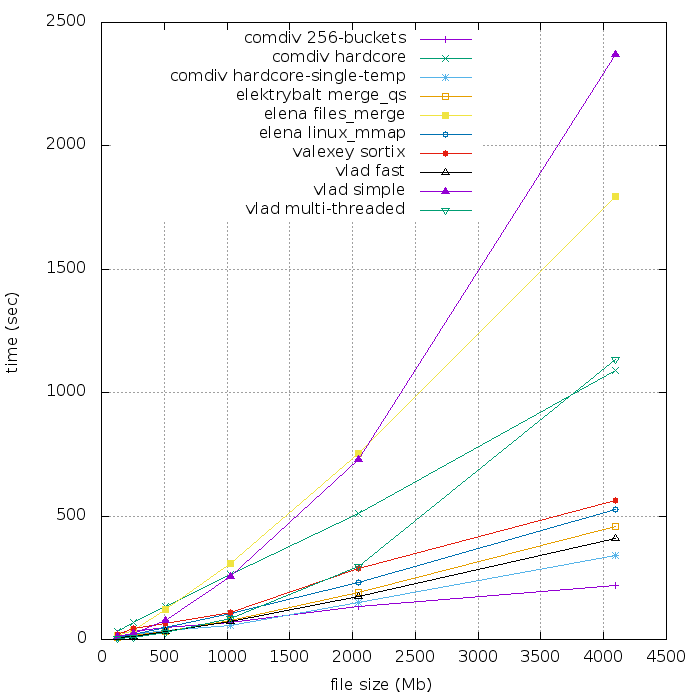 2500
2000
1500
1000
500
0
time (sec)
comdiv 256-buckets
comdiv hardcore
comdiv hardcore-single-temp
elektrybalt merge_qs
elena files_merge
elena linux_mmap
valexey sortix
vlad fast
vlad simple
vlad multi-threaded
0 500 1000 1500 2000 2500 3000 3500 4000 4500
file size (Mb)